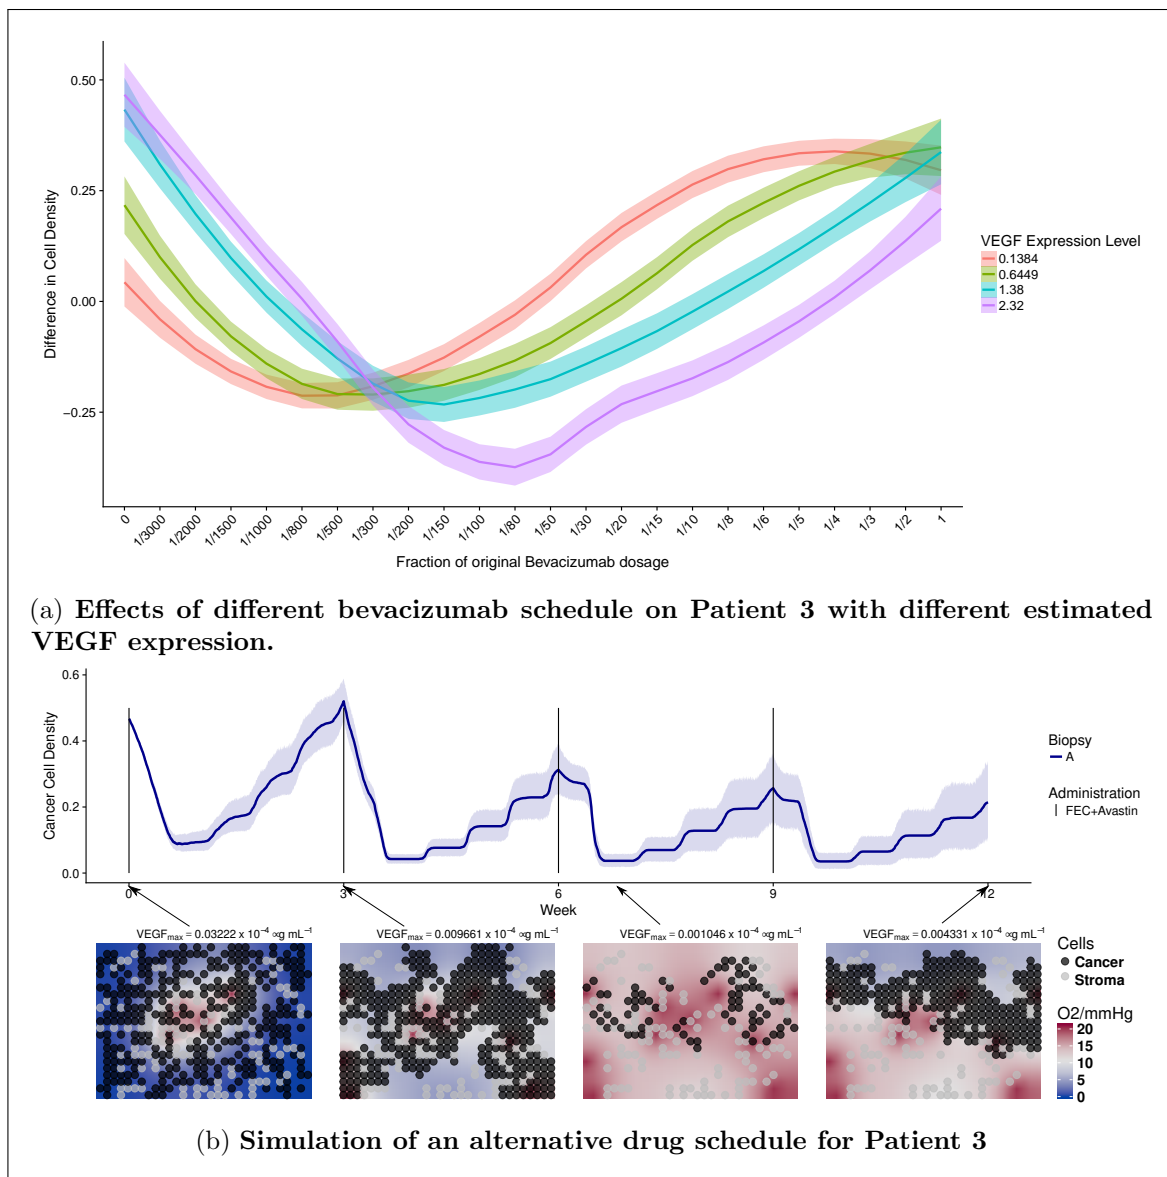 0.50
0.25
0.00
−0.25
Difference in Cell Density
0
1/3000
1/2000
1/1500
1/1000
1/800
1/500
1/300
1/200
1/150
1/100
1/80
1/50
1/30
1/20
1/15
1/10
1/8
1/6
1/5
1/4
1/3
1/2
1
Fraction of original Bevacizumab dosage
VEGF Expression Level
0.1384
0.6449
1.38
2.32
(a) Effects of different bevacizumab schedule on Patient 3 with different estimated
VEGF expression.
0.6
0.4
0.2
0.0
Cancer Cell Density
0 3 6 9 12
Week
Biopsy
A
Administration
FEC+Avastin
VEGFmax = 0.03222 x 10⁻⁴ ∝g mL⁻¹
VEGFmax = 0.009661 x 10⁻⁴ ∝g mL⁻¹
VEGFmax = 0.001046 x 10⁻⁴ ∝g mL⁻¹
VEGFmax = 0.004331 x 10⁻⁴ ∝g mL⁻¹
Cells
Cancer
Stroma
O2/mmHg
20
15
10
5
0
(b) Simulation of an alternative drug schedule for Patient 3